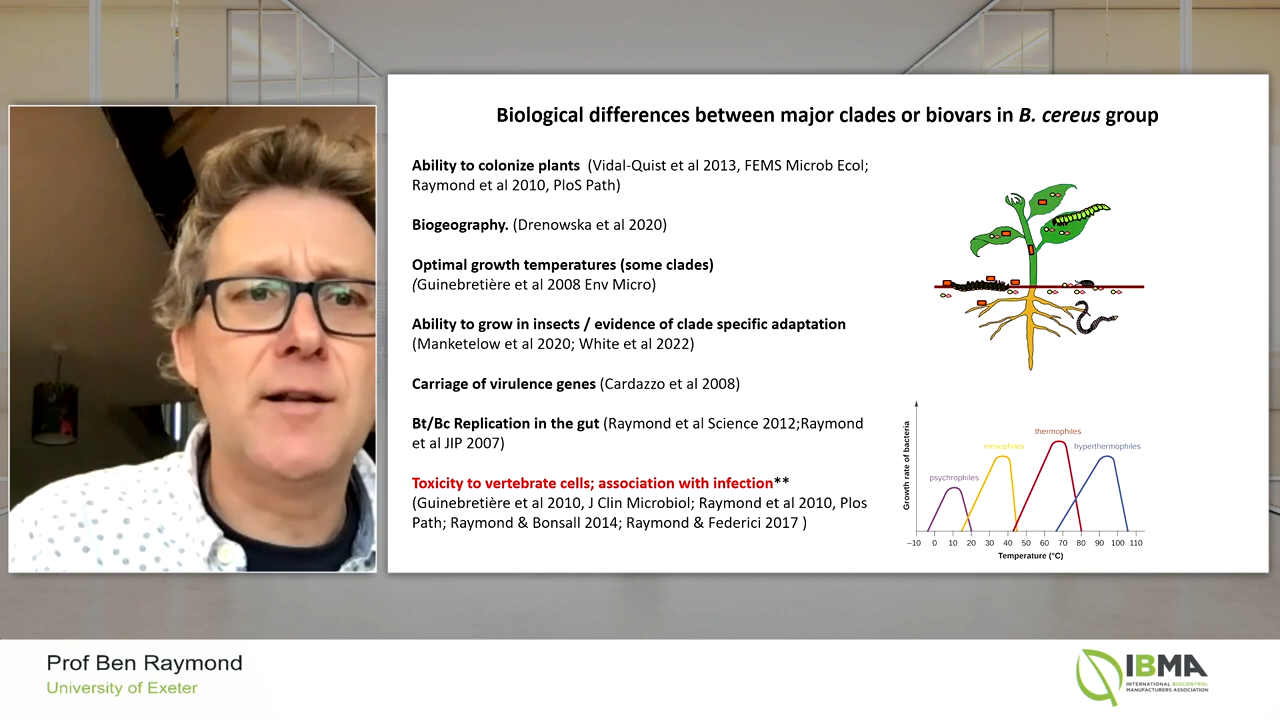 Biological differences between major clades or biovars in B. cereus group
Ability to colonize plants (Vidal-Quist et al 2013, FEMS Microb Ecol;
Raymond et al 2010, PloS Path)
Biogeography. (Drenowska et al 2020)
Optimal growth temperatures (some clades)
(Guinebretière et al 2008 Env Micro)
Ability to grow in insects / evidence of clade specific adaptation
(Manketelow et al 2020; White et al 2022)
Carriage of virulence genes (Cardazzo et al 2008)
Bt/Bc Replication in the gut (Raymond et al Science 2012;Raymond
et al JIP 2007)
Toxicity to vertebrate cells; association with infection**
(Guinebretière et al 2010, J Clin Microbiol; Raymond et al 2010, Plos
Path; Raymond & Bonsall 2014; Raymond & Federici 2017 )
Growth rate of bacteria
psychrophiles
mesophiles
thermophiles
hyperthermophiles
–10 0 10 20 30 40 50 60 70 80 90 100 110
Temperature (°C)
Prof Ben Raymond
University of Exeter
IBMA
INTERNATIONAL BIOCONTROL
MANUFACTURERS ASSOCIATION